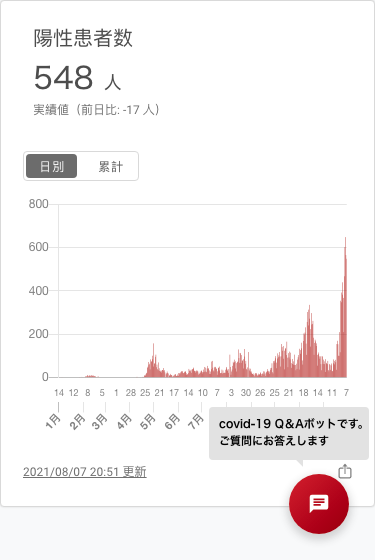 陽性患者数
548 人
実績値（前日比: -17 人）
日別 累計
800
600
400
200
0
14 12 8 5 1 28 25 21 17 14 10 7 3 30 26 25 21 18 14 11 7
1月 2月 3月 4月 5月 6月 7月
covid-19 Q&Aボットです。
ご質問にお答えします
2021/08/07 20:51 更新